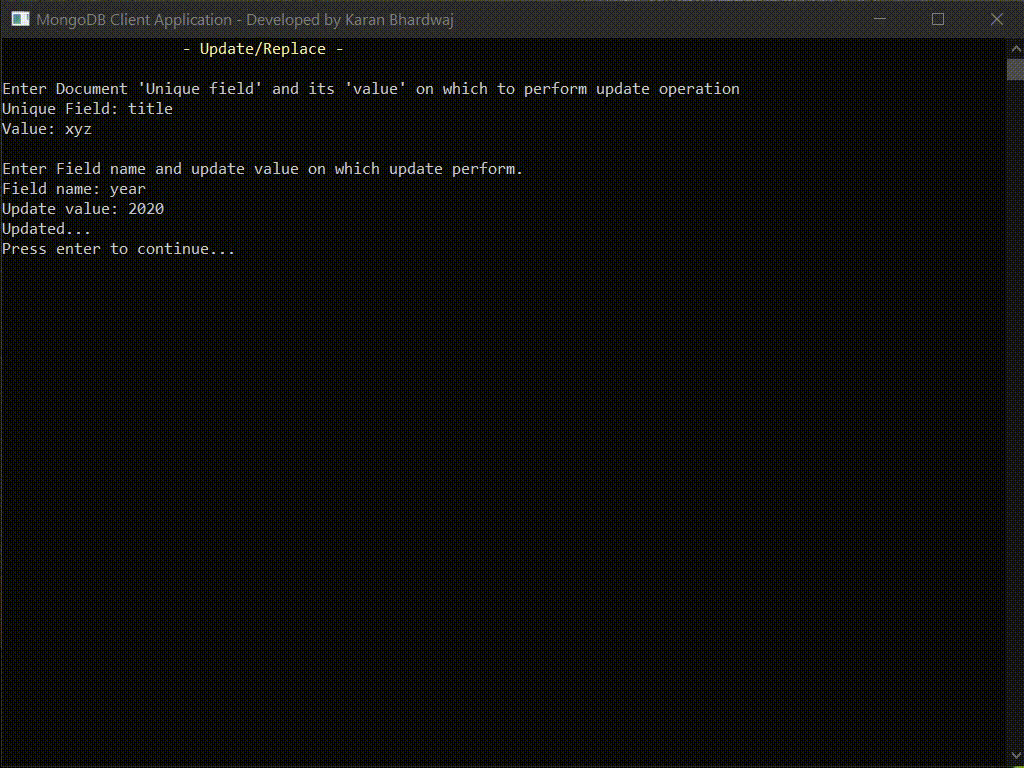 MongoDB Client Application - Developed by Karan Bhardwaj
- Update/Replace -
Enter Document 'Unique field' and its 'value' on which to perform update operation
Unique Field: title
Value: xyz
Enter Field name and update value on which update perform.
Field name: year
Update value: 2020
Updated...
Press enter to continue...